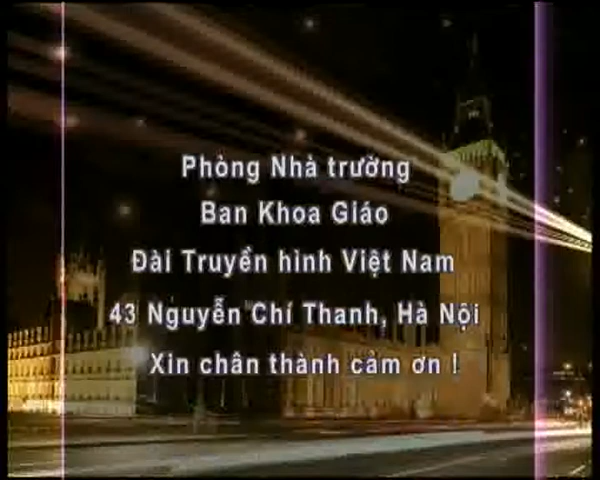 Phòng Nhà trường
Ban Khoa Giáo
Đài Truyền hình Việt Nam
43 Nguyễn Chí Thanh, Hà Nội
Xin chân thành cảm ơn !